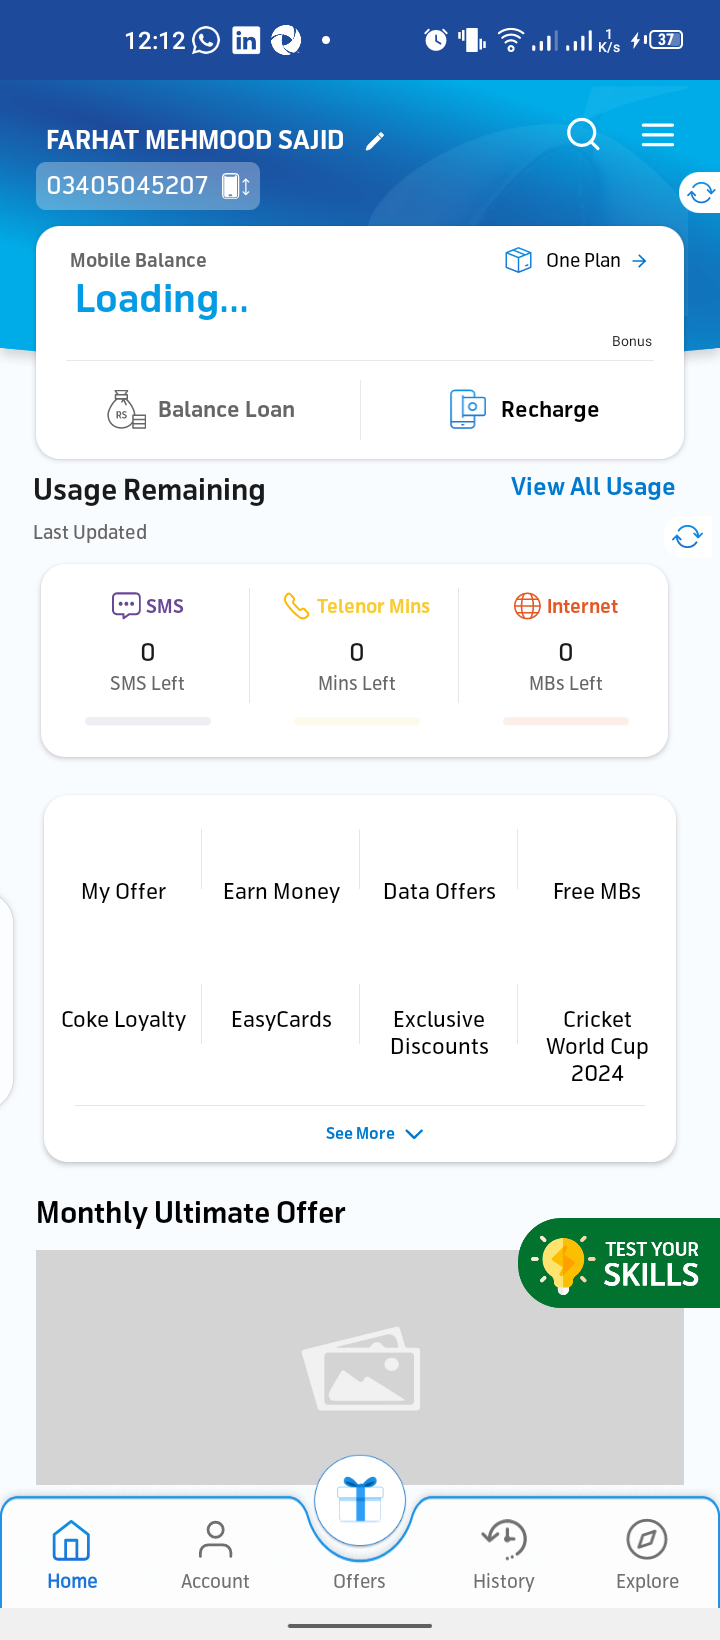 12:12
1
K/s
37
FARHAT MEHMOOD SAJID
03405045207
Mobile Balance
One Plan
Loading...
Bonus
RS
Balance Loan
Recharge
Usage Remaining
View All Usage
Last Updated
SMS
Telenor Mins
Internet
0
0
0
SMS Left
Mins Left
MBs Left
My Offer
Earn Money
Data Offers
Free MBs
Coke Loyalty
EasyCards
Exclusive
Discounts
Cricket
World Cup
2024
See More
Monthly Ultimate Offer
TEST YOUR
SKILLS
Home
Account
Offers
History
Explore